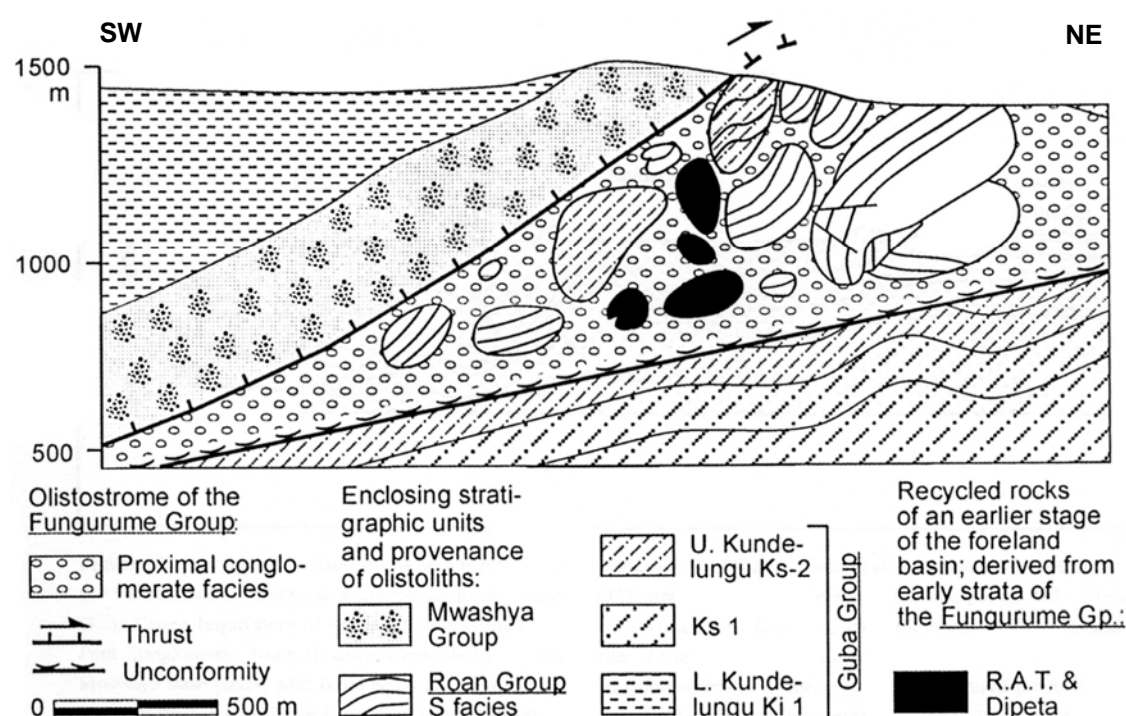 SW
NE
1500
m
1000
500
Olistostrome of the
Fungurume Group:
Proximal conglo-
merate facies
Thrust
Unconformity
0
500 m
Enclosing strati-
graphic units
and provenance
of olistoliths:
Mwashya
Group
Roan Group
S facies
U. Kunde-
lungu Ks-2
Ks 1
L. Kunde-
lungu Ki 1
Guba Group
Recycled rocks
of an earlier stage
of the foreland
basin; derived from
early strata of
the Fungurume Gp.:
R.A.T. &
Dipeta